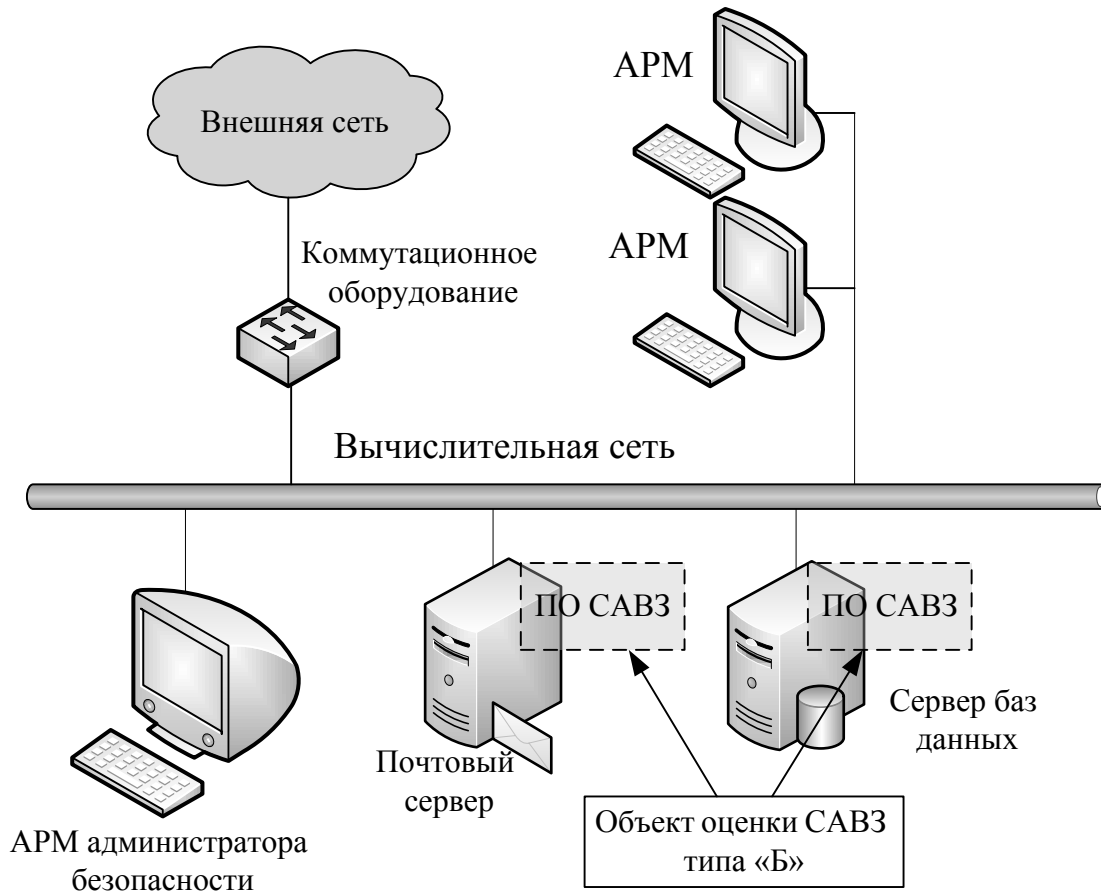 АРМ
Внешняя сеть
АРМ
Коммутационное
оборудование
Вычислительная сеть
ПО САВЗ
ПО САВЗ
Сервер баз
данных
Почтовый
сервер
Объект оценки САВЗ
типа «Б»
АРМ администратора
безопасности